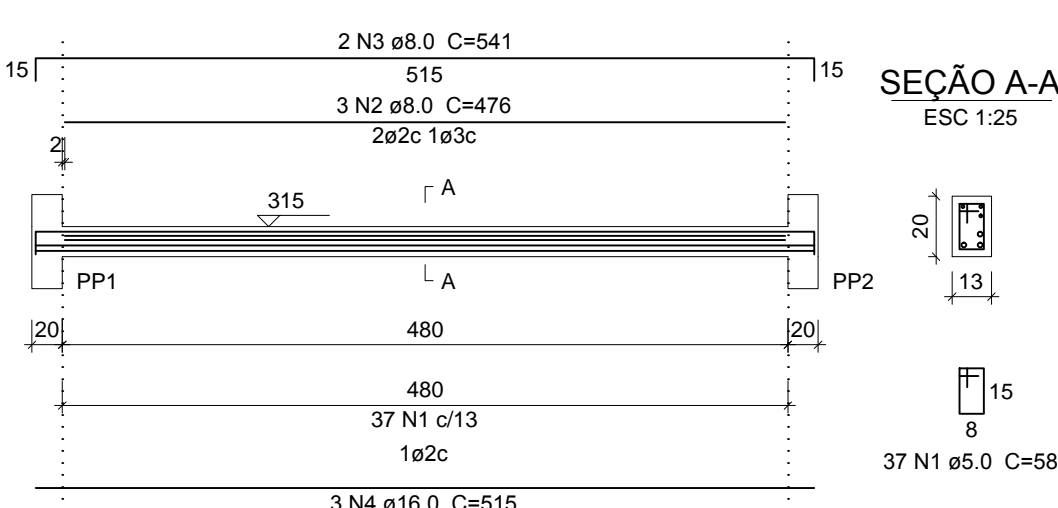 2 N3 ø8.0 C=541
15
515
15
SEÇÃO A-A
ESC 1:25
3 N2 ø8.0 C=476
2ø2c 1ø3c
2
A
315
20
A
PP1
PP2
13
20
480
20
480
37 N1 c/13
15
8
1ø2c
37 N1 ø5.0 C=58
3 N4 ø16.0 C=515